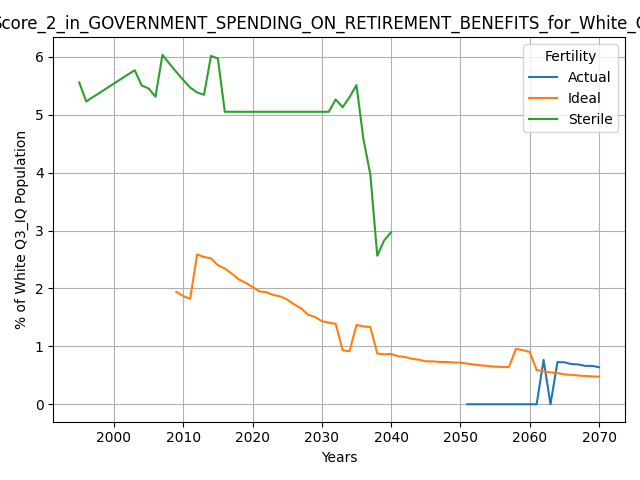 Score_2_in_GOVERNMENT_SPENDING_ON_RETIREMENT_BENEFITS_for_White_
Fertility
Actual
Ideal
Sterile
% of White Q3_IQ Population
6
5
4
3
2
1
0
2000 2010 2020 2030 2040 2050 2060 2070
Years